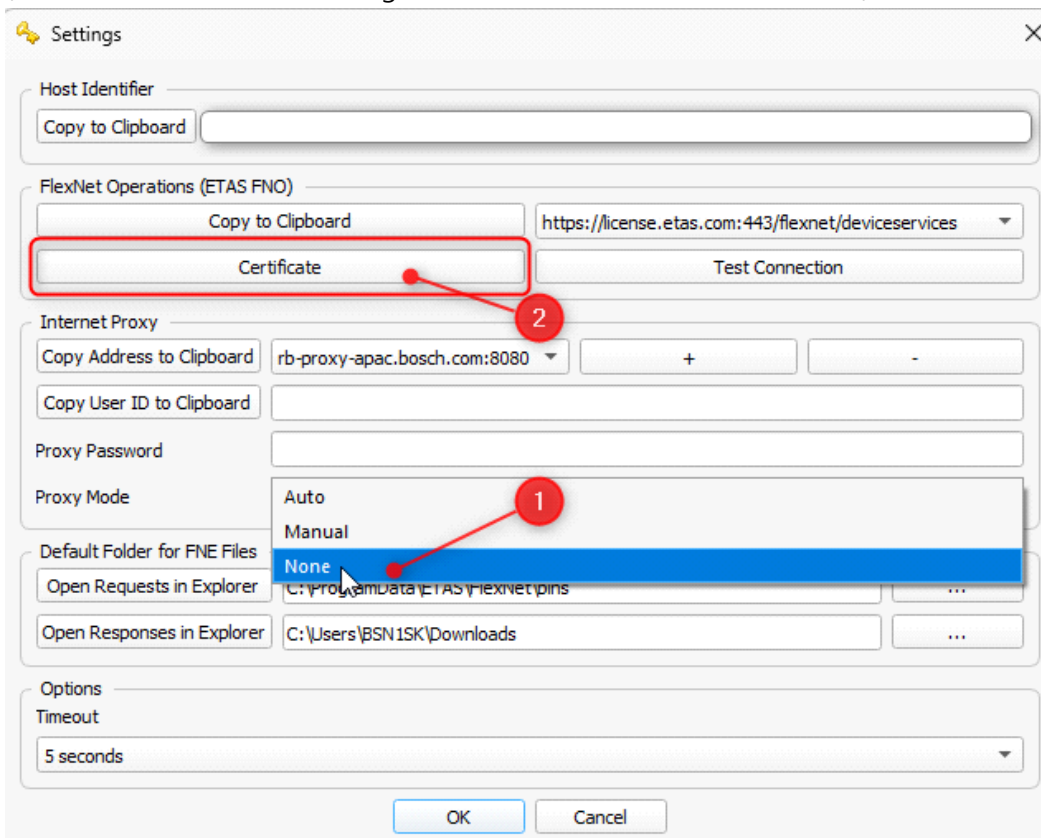 Settings
Host Identifier
Copy to Clipboard
FlexNet Operations (ETAS FNO)
Copy to Clipboard https://license.etas.com:443/flexnet/deviceservices
Certificate Test Connection
2
Internet Proxy
Copy Address to Clipboard rb-proxy-apac.bosch.com:8080 + -
Copy User ID to Clipboard
Proxy Password
Proxy Mode Auto 1
Manual
Default Folder for FNE Files
None
Open Requests in Explorer C:\ProgramData\ETAS\FlexNet\bins ...
Open Responses in Explorer C:\Users\BSN1SK\Downloads ...
Options
Timeout
5 seconds
OK Cancel